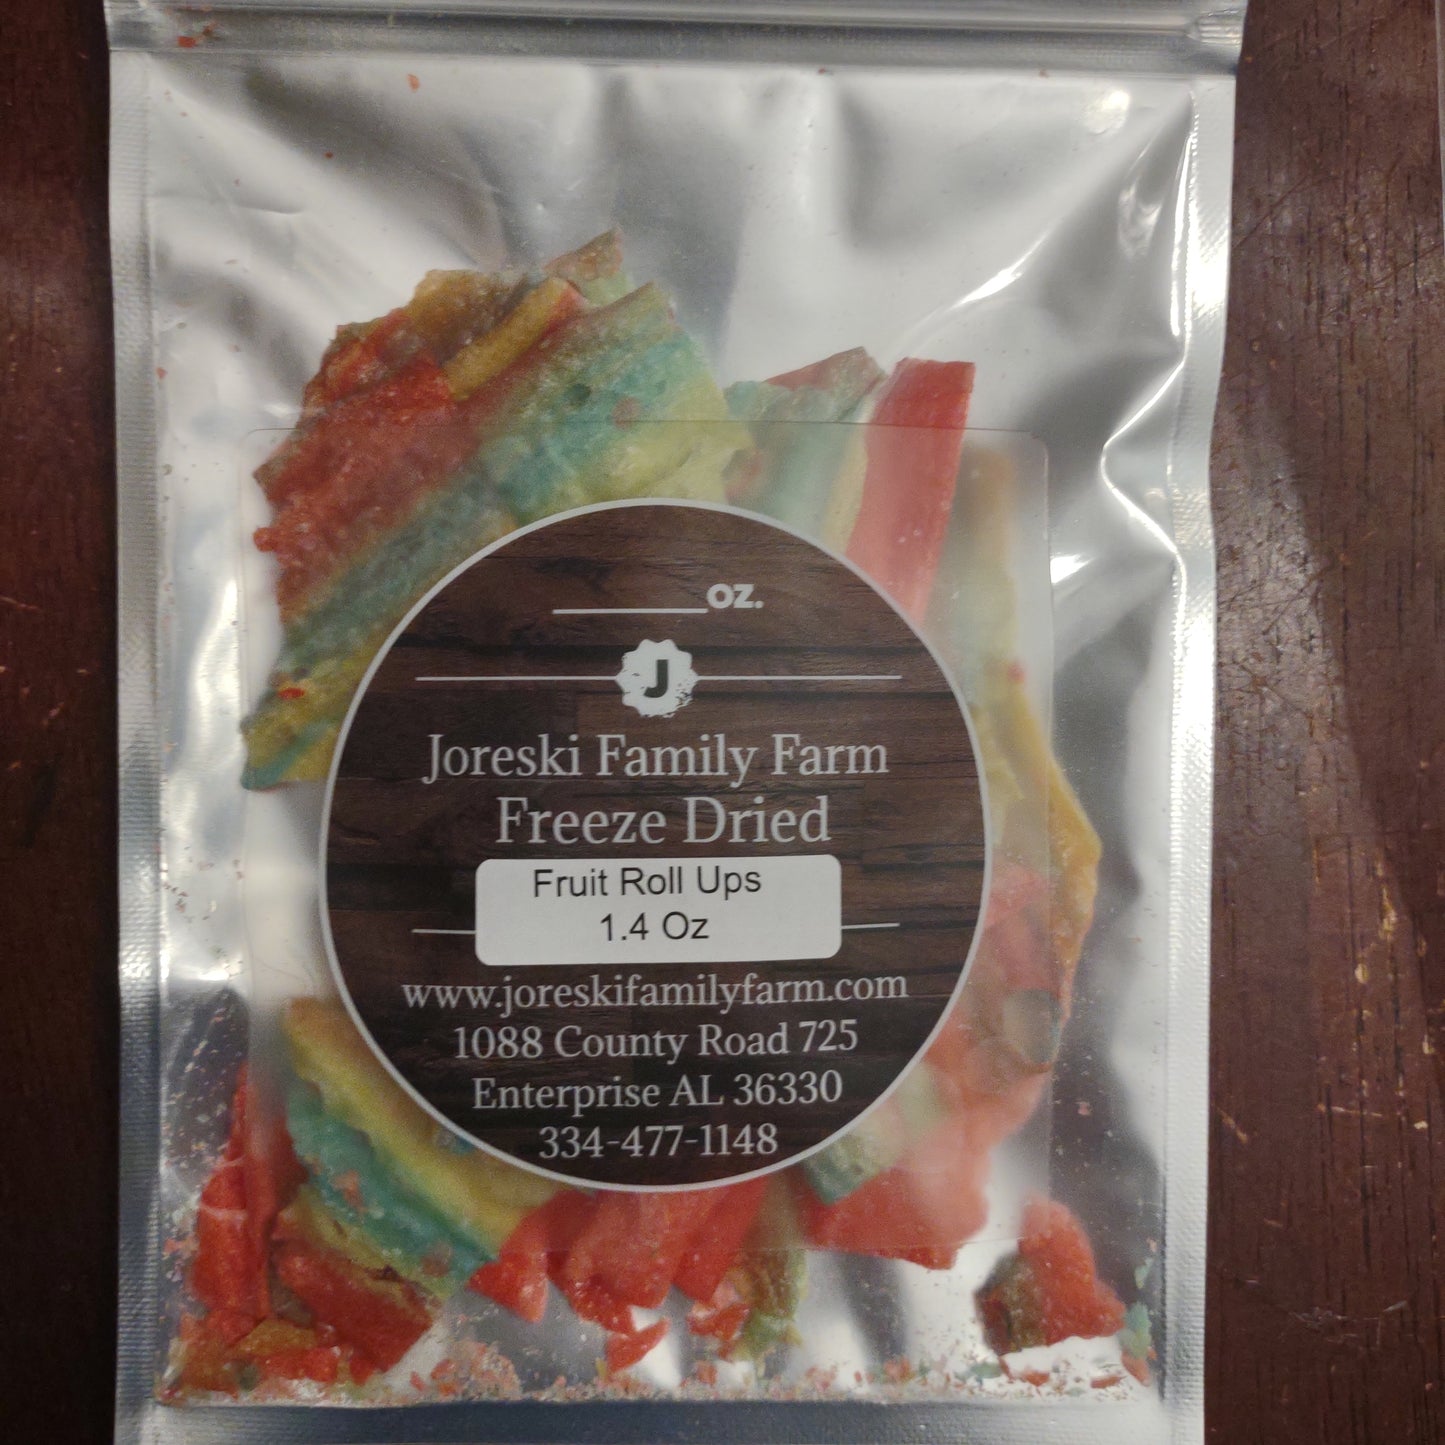 ______oz.
J
Joreski Family Farm
Freeze Dried
Fruit Roll Ups
1.4 Oz
www.joreskifamilyfarm.com
1088 County Road 725
Enterprise AL 36330
334-477-1148